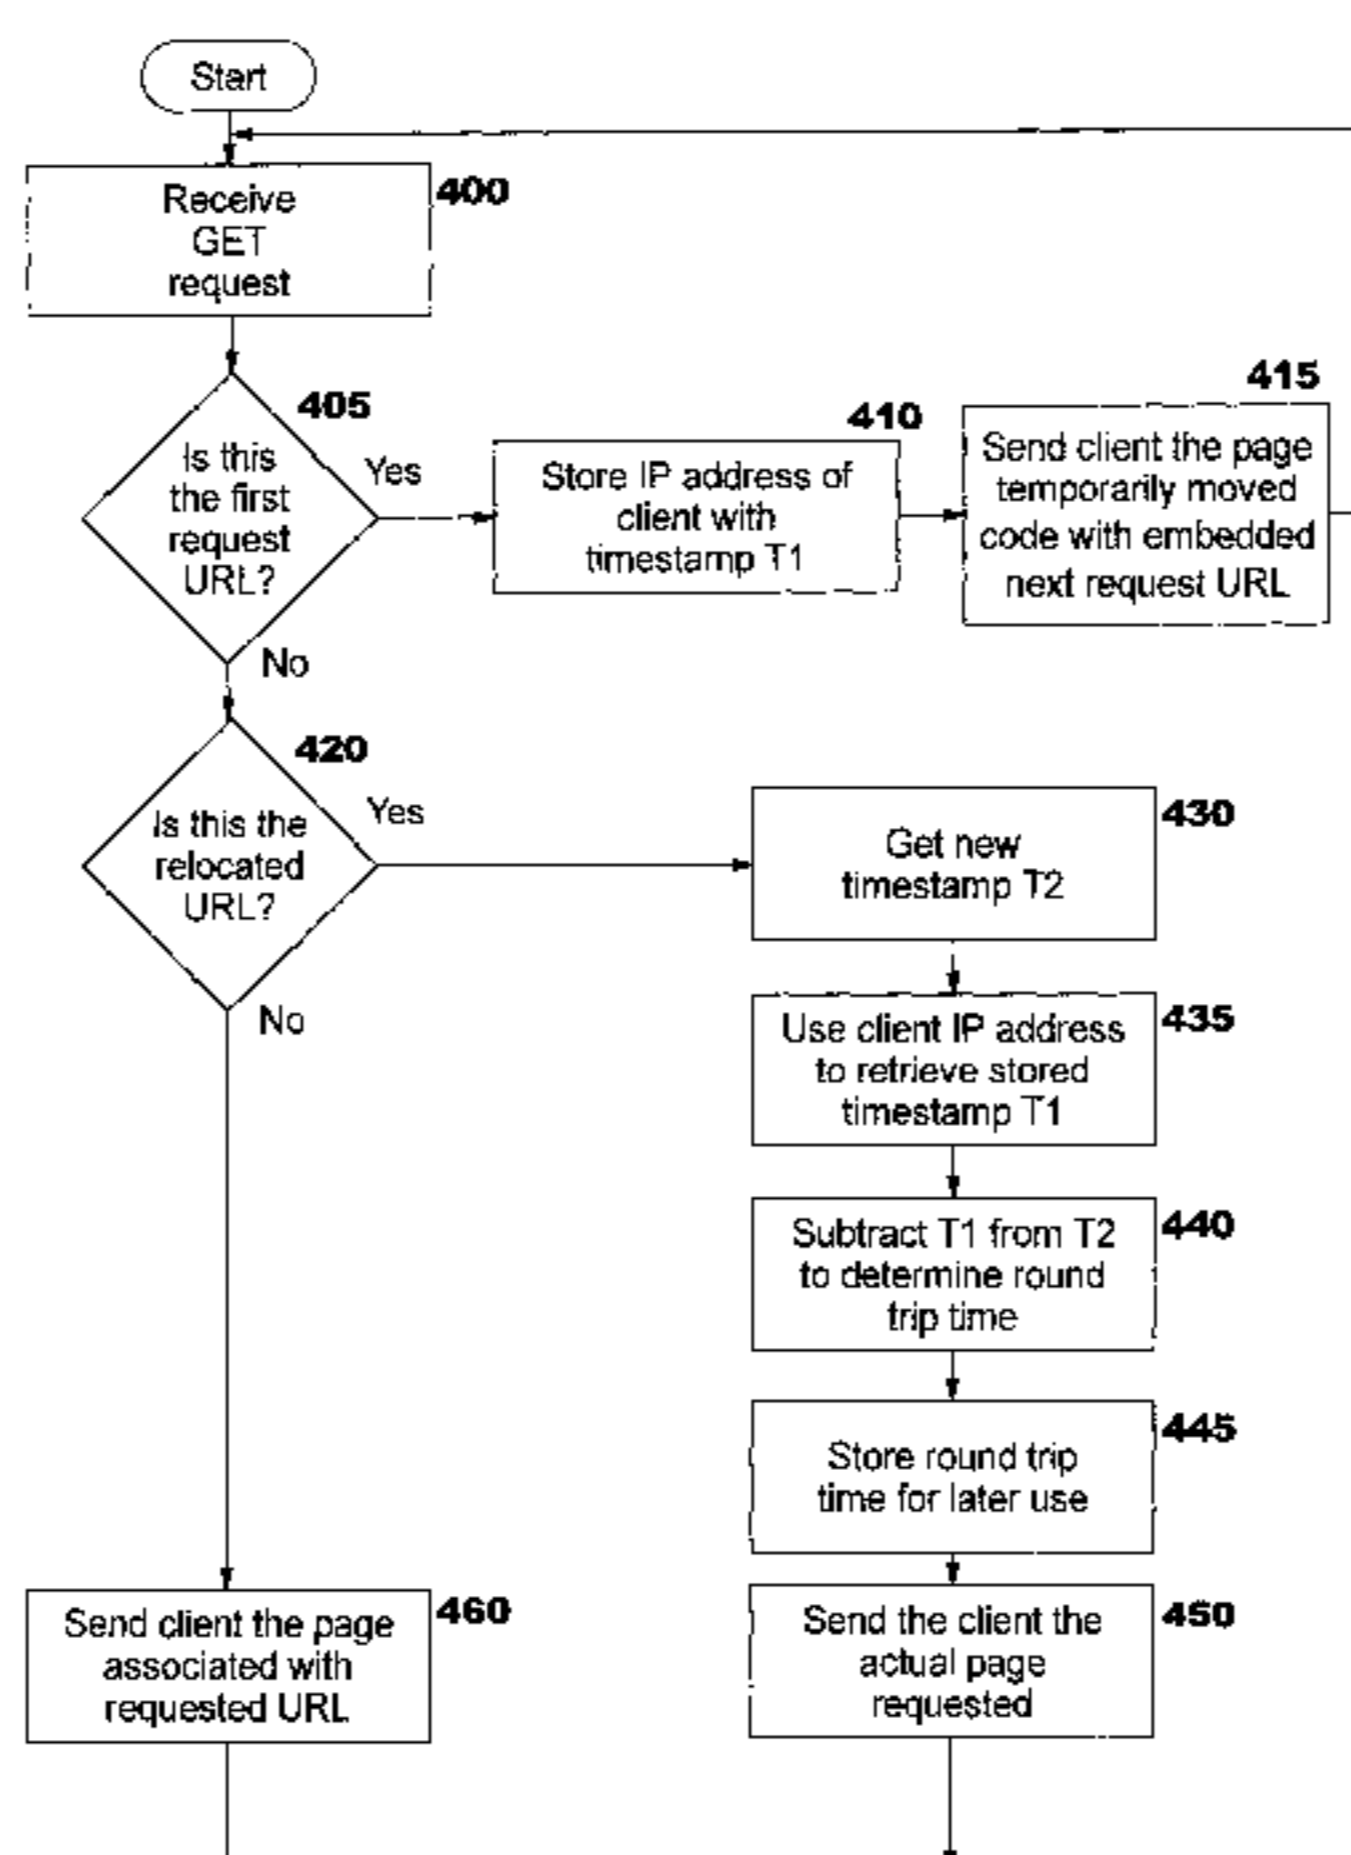 Start
Receive
GET
request
400
Is this
the first
request
URL?
405
Yes
Store IP address of
client with
timestamp T1
410
Send client the page
temporarily moved
code with embedded
next request URL
415
No
Is this the
relocated
URL?
420
Yes
Get new
timestamp T2
430
No
Use client IP address
to retrieve stored
timestamp T1
435
Subtract T1 from T2
to determine round
trip time
440
Store round trip
time for later use
445
Send client the page
associated with
requested URL
460
Send the client the
actual page
requested
450